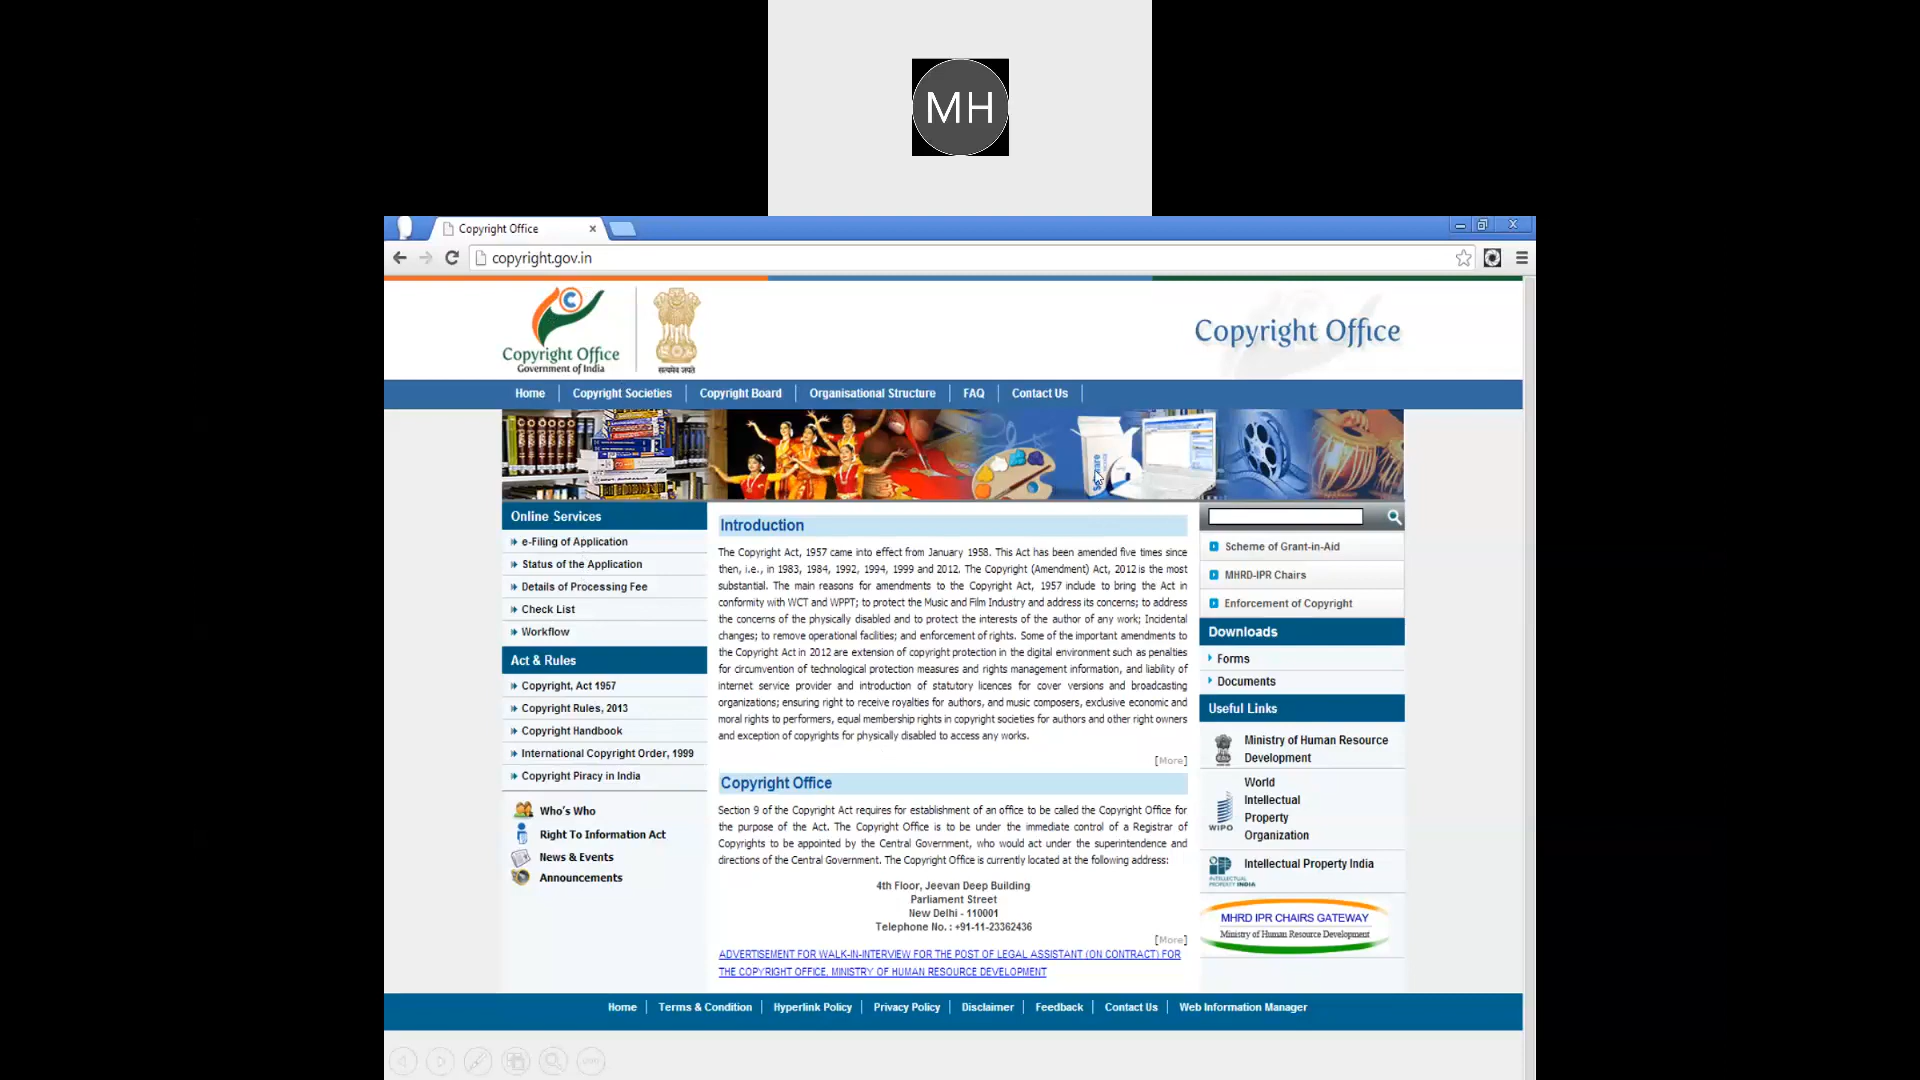 MH
Copyright Office
copyright.gov.in
Copyright Office
Government of India
सत्यमेव जयते
Copyright Office
Home
Copyright Societies
Copyright Board
Organisational Structure
FAQ
Contact Us
Online Services
e-Filing of Application
Status of the Application
Details of Processing Fee
Check List
Workflow
Act & Rules
Copyright, Act 1957
Copyright Rules, 2013
Copyright Handbook
International Copyright Order, 1999
Copyright Piracy in India
Who's Who
Right To Information Act
News & Events
Announcements
Introduction
The Copyright Act, 1957 came into effect from January 1958. This Act has been amended five times since
then, i.e., in 1983, 1984, 1992, 1994, 1999 and 2012. The Copyright (Amendment) Act, 2012 is the most
substantial. The main reasons for amendments to the Copyright Act, 1957 include to bring the Act in
conformity with WCT and WPPT; to protect the Music and Film Industry and address its concerns; to address
the concerns of the physically disabled and to protect the interests of the author of any work; Incidental
changes; to remove operational facilities; and enforcement of rights. Some of the important amendments to
the Copyright Act in 2012 are extension of copyright protection in the digital environment such as penalties
for circumvention of technological protection measures and rights management information, and liability of
internet service provider and introduction of statutory licences for cover versions and broadcasting
organizations; ensuring right to receive royalties for authors, and music composers, exclusive economic and
moral rights to performers, equal membership rights in copyright societies for authors and other right owners
and exception of copyrights for physically disabled to access any works.
[More]
Copyright Office
Section 9 of the Copyright Act requires for establishment of an office to be called the Copyright Office for
the purpose of the Act. The Copyright Office is to be under the immediate control of a Registrar of
Copyrights to be appointed by the Central Government, who would act under the superintendence and
directions of the Central Government. The Copyright Office is currently located at the following address:
4th Floor, Jeevan Deep Building
Parliament Street
New Delhi - 110001
Telephone No. : +91-11-23362436
[More]
ADVERTISEMENT FOR WALK-IN-INTERVIEW FOR THE POST OF LEGAL ASSISTANT (ON CONTRACT) FOR
THE COPYRIGHT OFFICE, MINISTRY OF HUMAN RESOURCE DEVELOPMENT
Scheme of Grant-in-Aid
MHRD-IPR Chairs
Enforcement of Copyright
Downloads
Forms
Documents
Useful Links
Ministry of Human Resource
Development
WIPO
World
Intellectual
Property
Organization
INTELLECTUAL
PROPERTY INDIA
Intellectual Property India
MHRD IPR CHAIRS GATEWAY
Ministry of Human Resource Development
Home
Terms & Condition
Hyperlink Policy
Privacy Policy
Disclaimer
Feedback
Contact Us
Web Information Manager